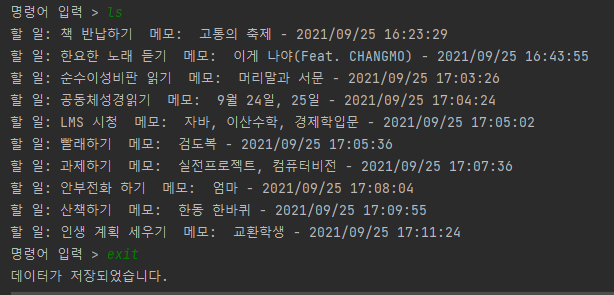 명령어 입력 > ls
할 일: 책 반납하기  메모:  고통의 축제 - 2021/09/25 16:23:29
할 일: 한요한 노래 듣기  메모:  이게 나야(Feat. CHANGMO) - 2021/09/25 16:43:55
할 일: 순수이성비판 읽기  메모:  머리말과 서문 - 2021/09/25 17:03:26
할 일: 공동체성경읽기  메모:  9월 24일, 25일 - 2021/09/25 17:04:24
할 일: LMS 시청  메모:  자바, 이산수학, 경제학입문 - 2021/09/25 17:05:02
할 일: 빨래하기  메모:  검도복 - 2021/09/25 17:05:36
할 일: 과제하기  메모:  실전프로젝트, 컴퓨터비전 - 2021/09/25 17:07:36
할 일: 안부전화 하기  메모:  엄마 - 2021/09/25 17:08:04
할 일: 산책하기  메모:  한동 한바퀴 - 2021/09/25 17:09:55
할 일: 인생 계획 세우기  메모:  교환학생 - 2021/09/25 17:11:24
명령어 입력 > exit
데이터가 저장되었습니다.